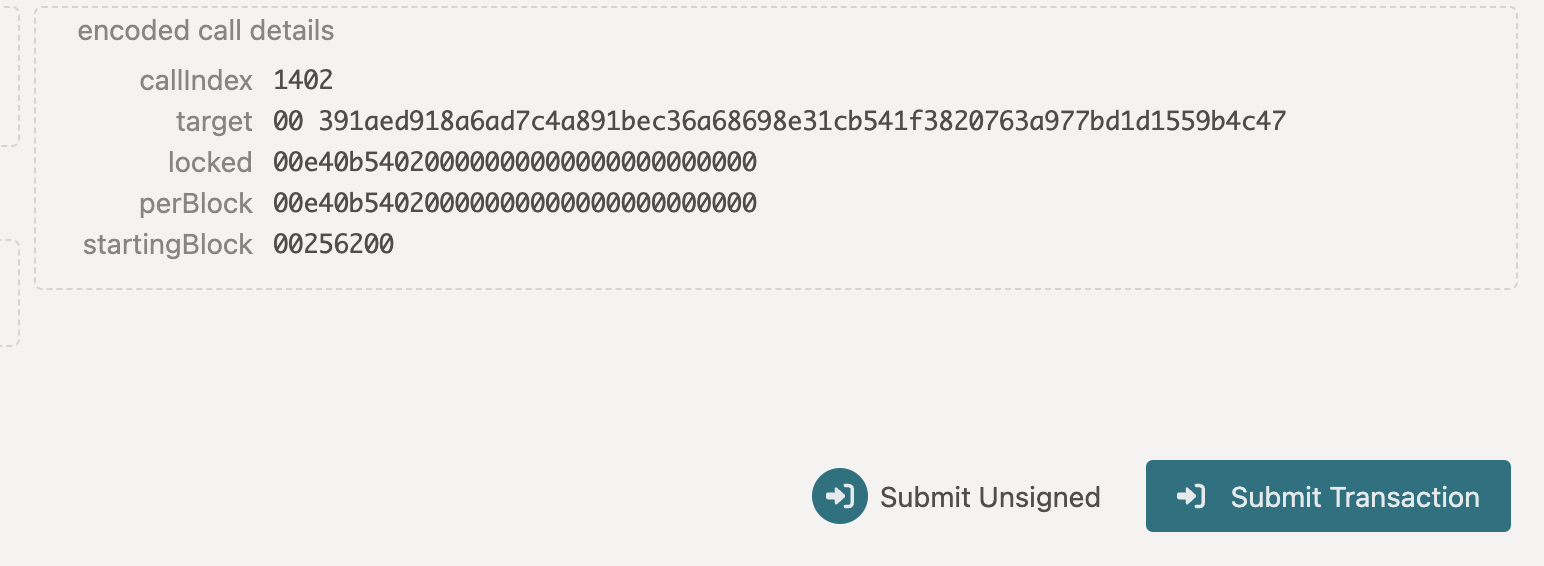 encoded call details
callIndex 1402
target 00 391aed918a6ad7c4a891bec36a68698e31cb541f3820763a977bd1d1559b4c47
locked 00e40b54020000000000000000000000
perBlock 00e40b54020000000000000000000000
startingBlock 00256200
Submit Unsigned
Submit Transaction